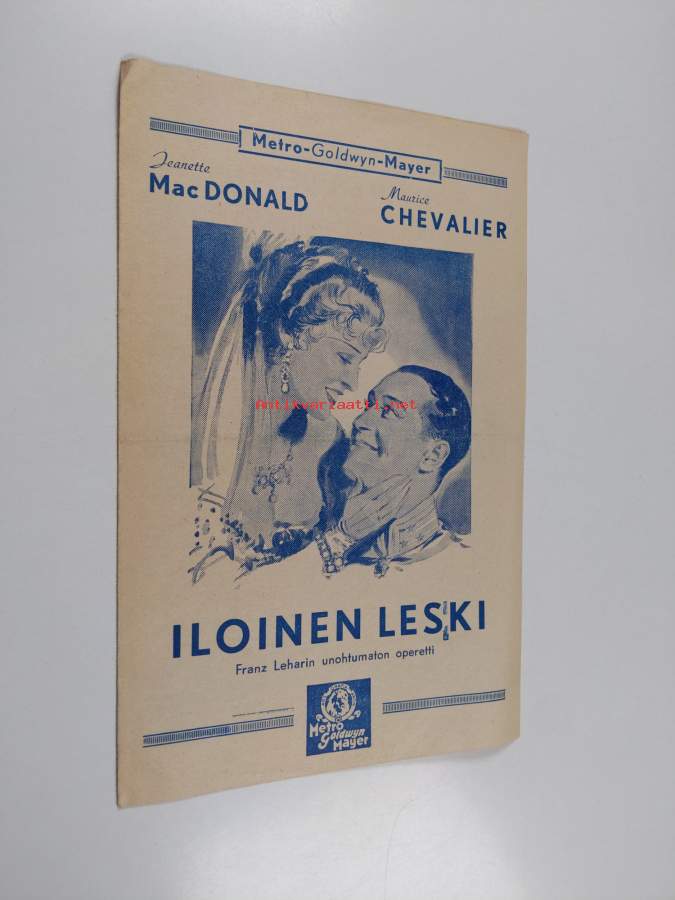 Metro-Goldwyn-Mayer
Jeanette
MacDONALD
Maurice
CHEVALIER
Antikvariaatti.net
ILOINEN LESKI
Franz Leharin unohtumaton operetti
Metro
Goldwyn
Mayer